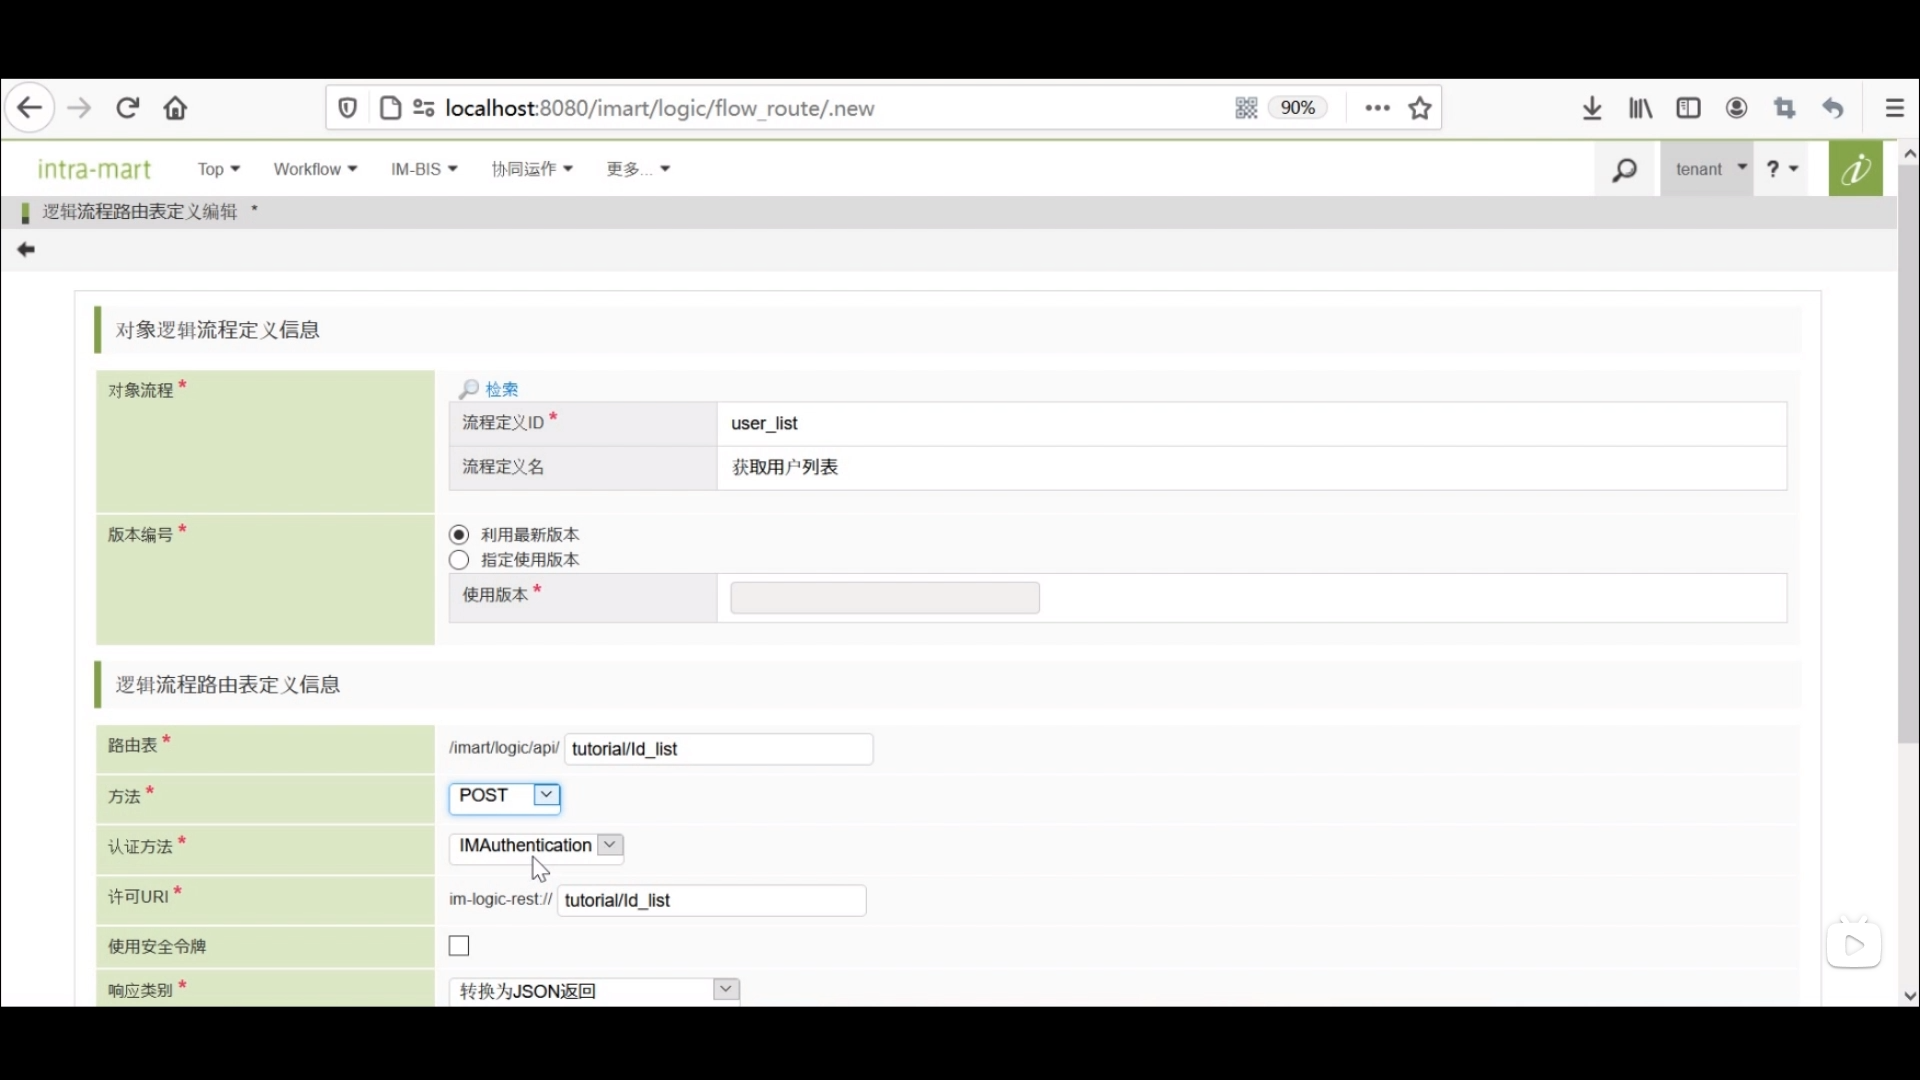 localhost:8080/imart/logic/flow_route/.new
90%
intra-mart Top Workflow IM-BIS 协同运作 更多... tenant ?
逻辑流程路由表定义编辑 *
对象逻辑流程定义信息
对象流程 *
检索
流程定义ID * user_list
流程定义名 获取用户列表
版本编号 *
利用最新版本
指定使用版本
使用版本 *
逻辑流程路由表定义信息
路由表 * /imart/logic/api/ tutorial/Id_list
方法 * POST
认证方法 * IMAuthentication
许可URI * im-logic-rest:// tutorial/Id_list
使用安全令牌
响应类别 * 转换为JSON返回